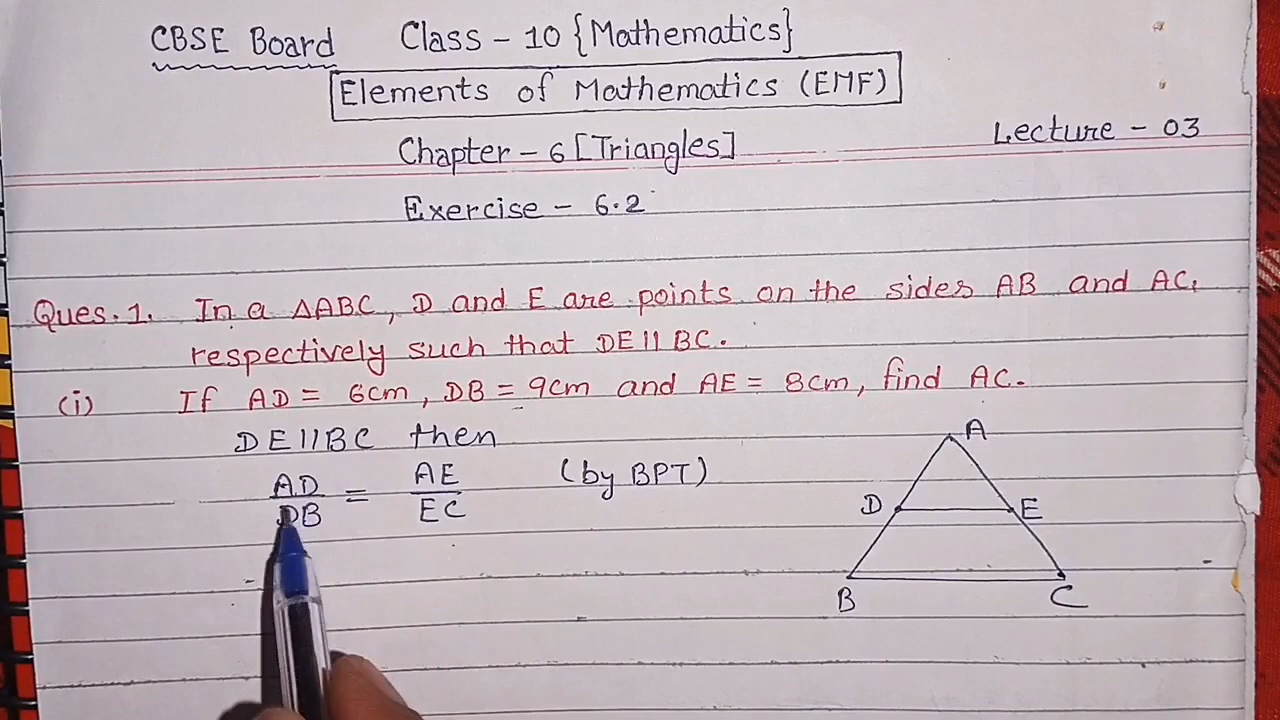 CBSE Board Class - 10 {Mathematics}
Elements of Mathematics (EMF)
Chapter - 6 [Triangles]
Lecture - 03
Exercise - 6.2
Ques. 1. In a ΔABC, D and E are points on the sides AB and AC,
respectively such that DE || BC.
(i) If AD = 6cm, DB = 9cm and AE = 8cm, find AC.
DE || BC then
AD/DB = AE/EC (by BPT)
A
D E
B C